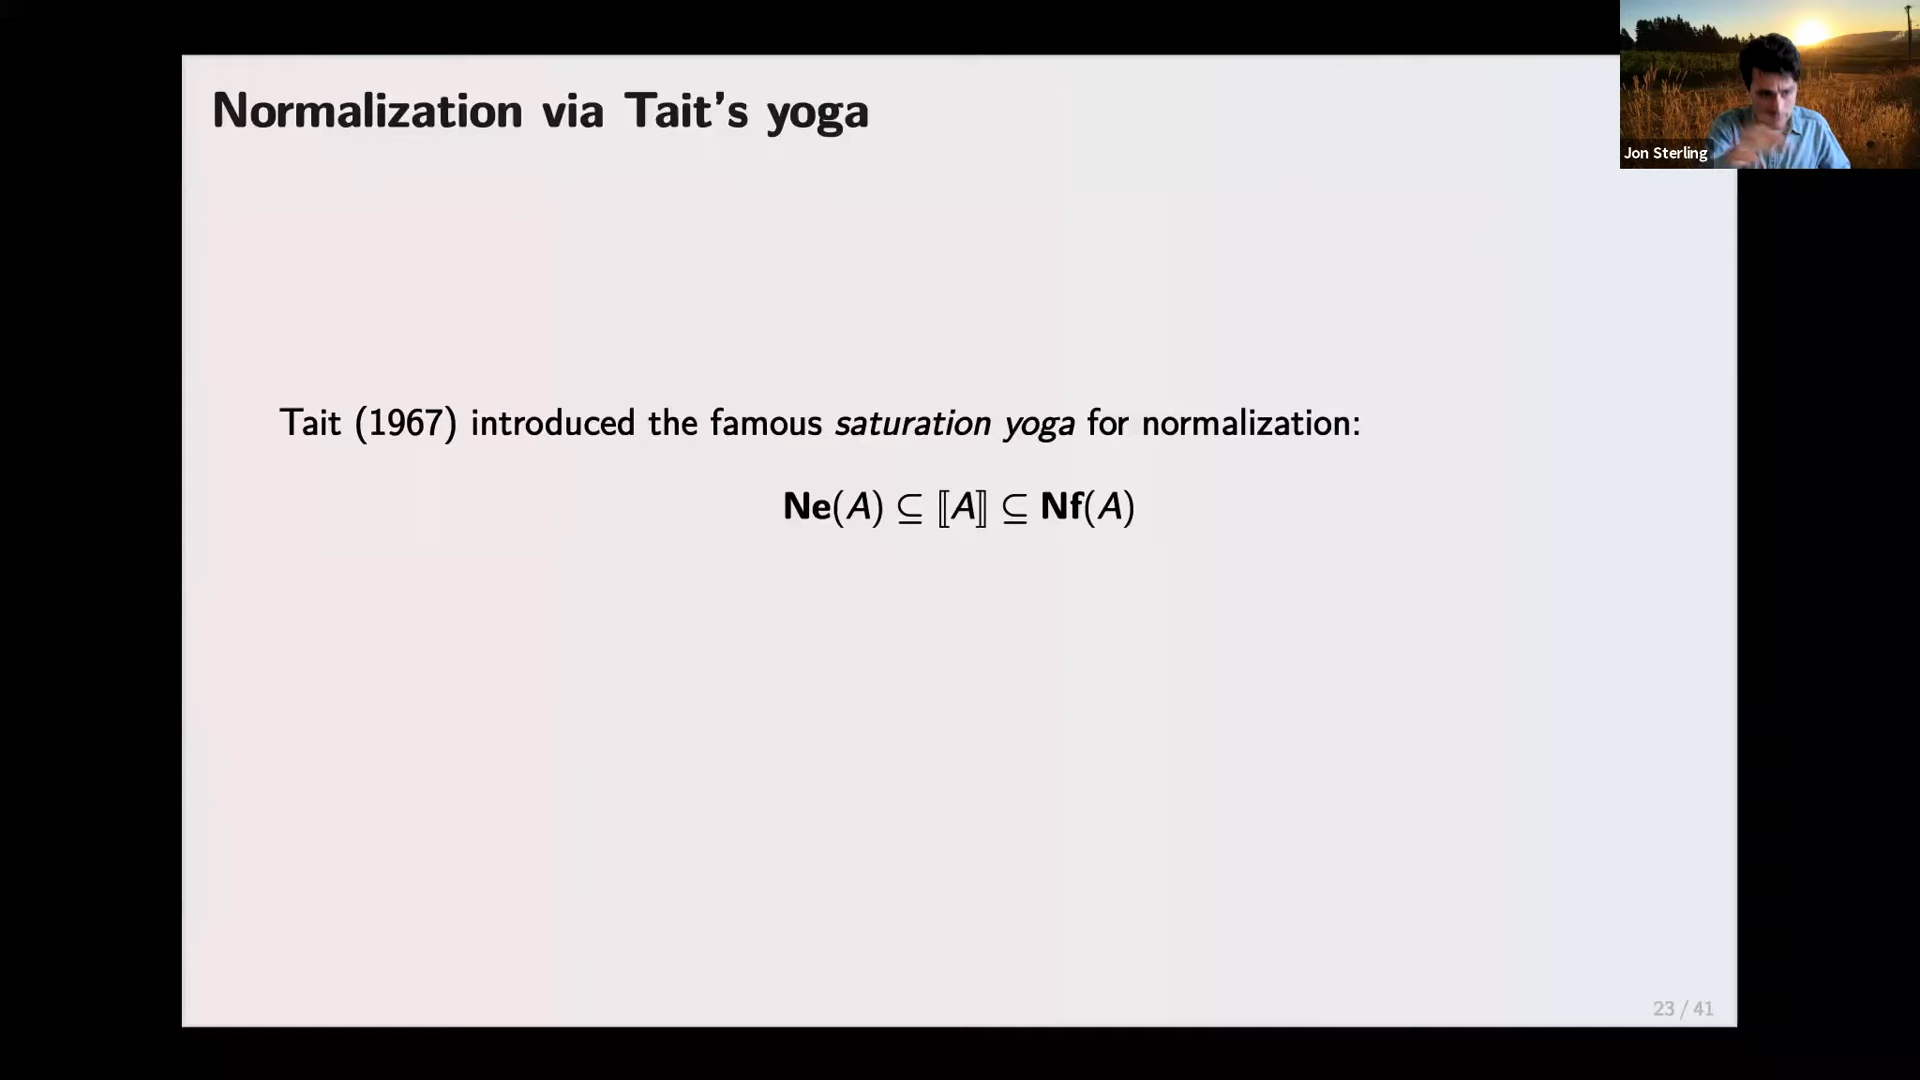 Normalization via Tait's yoga
Jon Sterling
Tait (1967) introduced the famous saturation yoga for normalization:
Ne(A) ⊆ ⟦A⟧ ⊆ Nf(A)
23 / 41